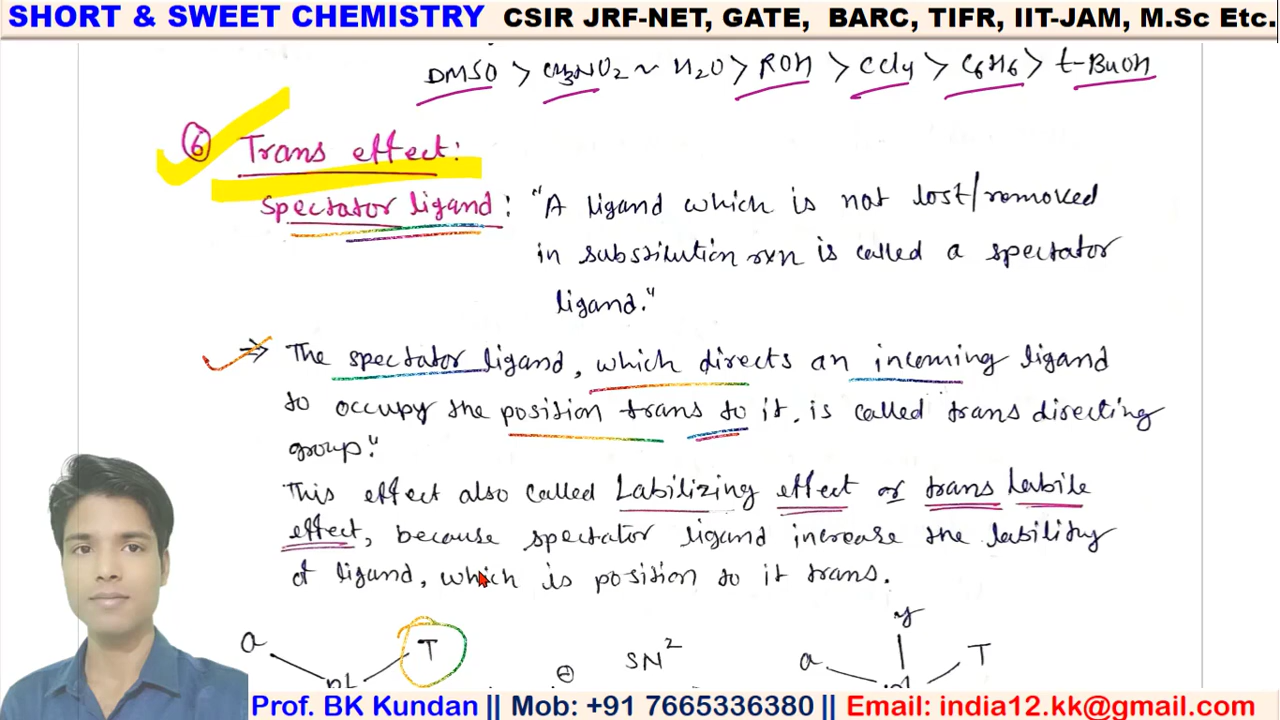 SHORT & SWEET CHEMISTRY CSIR JRF-NET, GATE, BARC, TIFR, IIT-JAM, M.Sc Etc.
DMSO > CH3NO2 ~ H2O > ROH > CCl4 > C6H6 > t-BuOH
⑥ Trans effect:
Spectator ligand: "A ligand which is not lost/removed
in substitution rxn is called a spectator
ligand."
⇒ The spectator ligand, which directs an incoming ligand
to occupy the position trans to it, is called trans directing
group."
This effect also called Labilizing effect or trans Labile
effect, because spectator ligand increase the lability
of ligand, which is position to it trans.
y
a T SN2 a T
⊕
Prof. BK Kundan || Mob: +91 7665336380 || Email: india12.kk@gmail.com